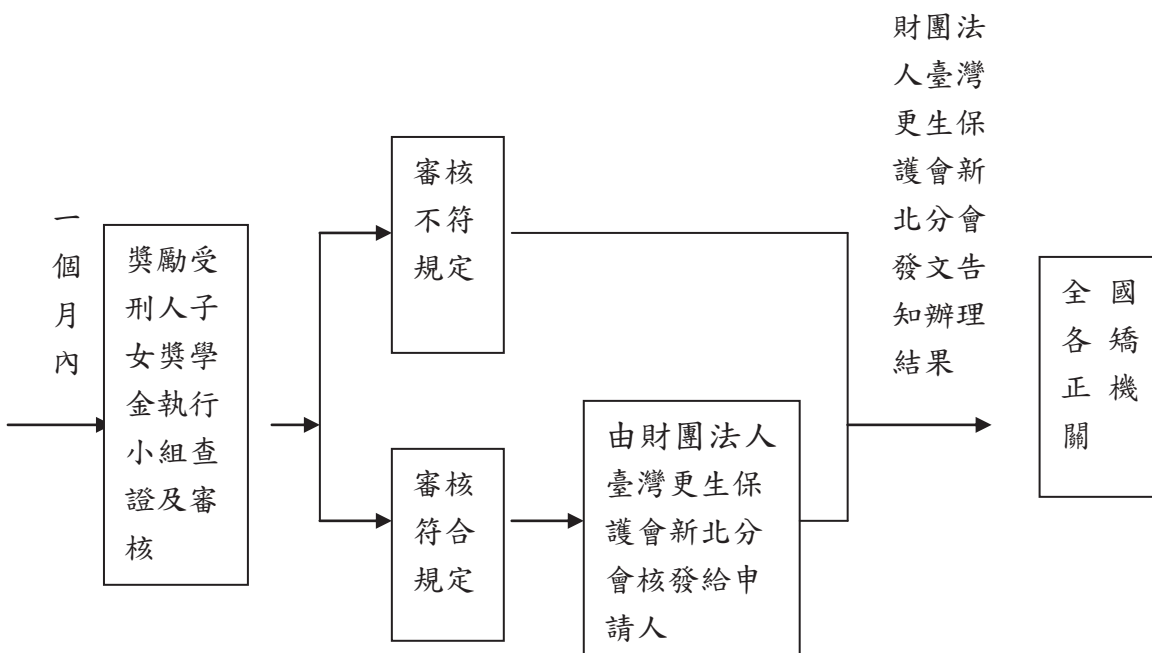 一
個
月
內
獎勵受
刑人子
女獎學
金執行
小組查
證及審
核
審核
不符
規定
審核
符合
規定
由財團法人
臺灣更生保
護會新北分
會核發給申
請人
財團法
人臺灣
更生保
護會新
北分會
發文告
知辦理
結果
全國
各矯
正機
關